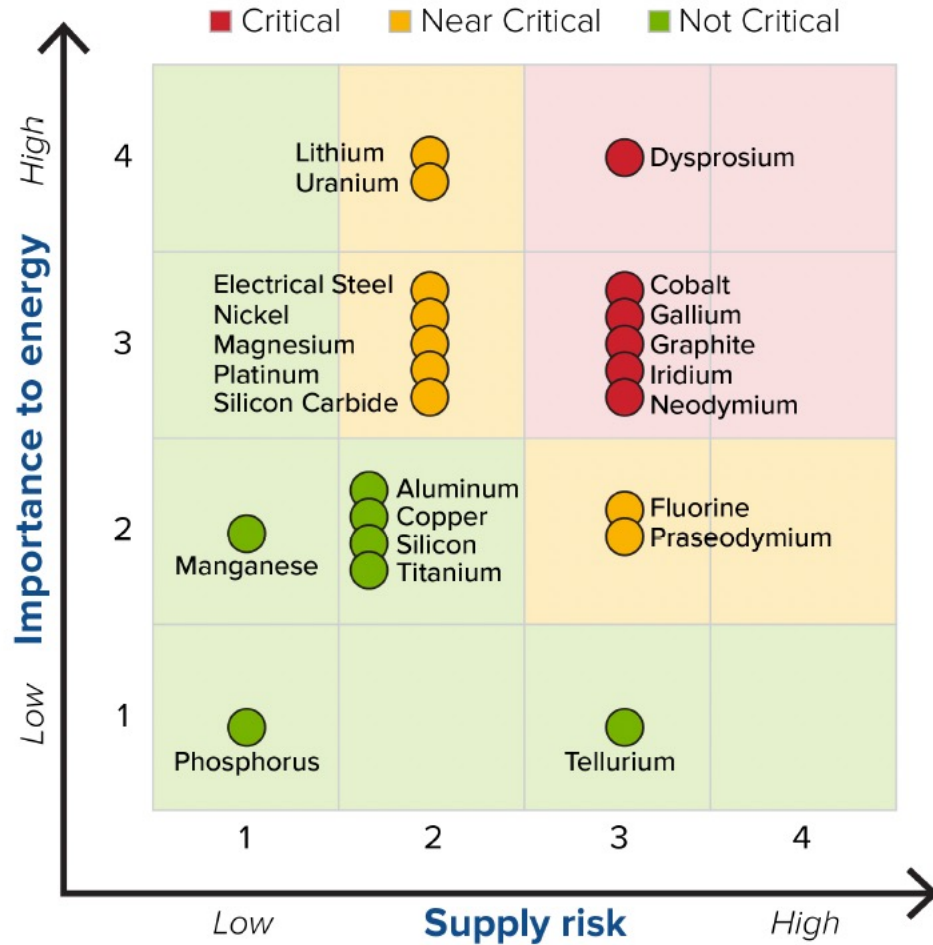 Critical
Near Critical
Not Critical
High
Importance to energy
Low
4
3
2
1
Lithium
Uranium
Dysprosium
Electrical Steel
Nickel
Magnesium
Platinum
Silicon Carbide
Cobalt
Gallium
Graphite
Iridium
Neodymium
Manganese
Aluminum
Copper
Silicon
Titanium
Fluorine
Praseodymium
Phosphorus
Tellurium
1
2
3
4
Low
Supply risk
High